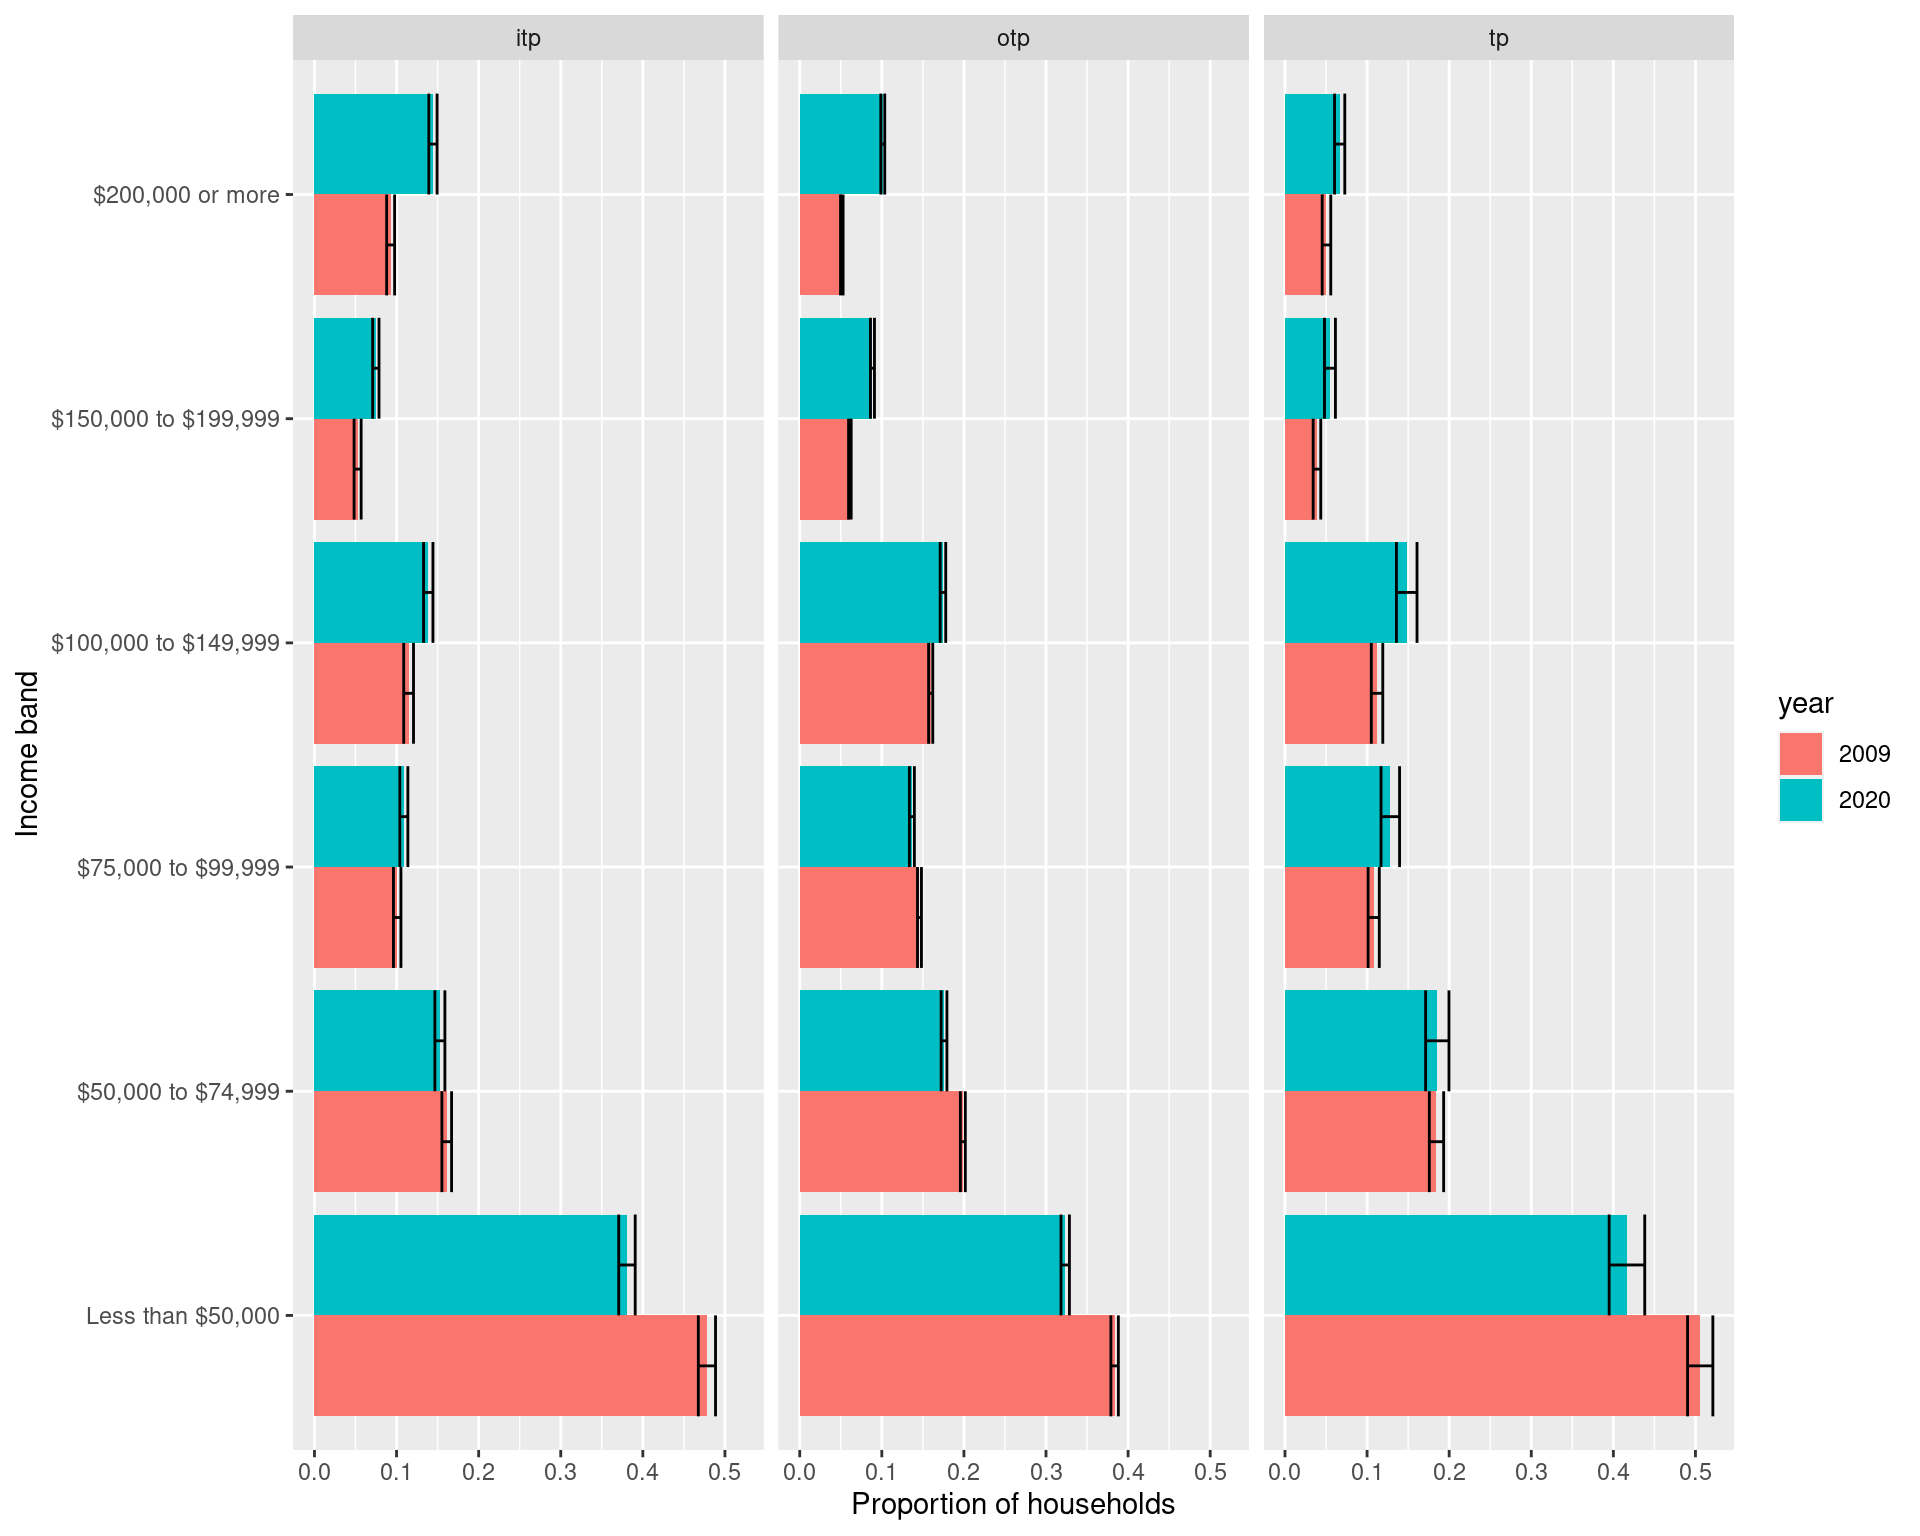 itp
otp
tp
$200,000 or more
$150,000 to $199,999
$100,000 to $149,999
$75,000 to $99,999
$50,000 to $74,999
Less than $50,000
Income band
0.0 0.1 0.2 0.3 0.4 0.5
0.0 0.1 0.2 0.3 0.4 0.5
0.0 0.1 0.2 0.3 0.4 0.5
Proportion of households
year
2009
2020